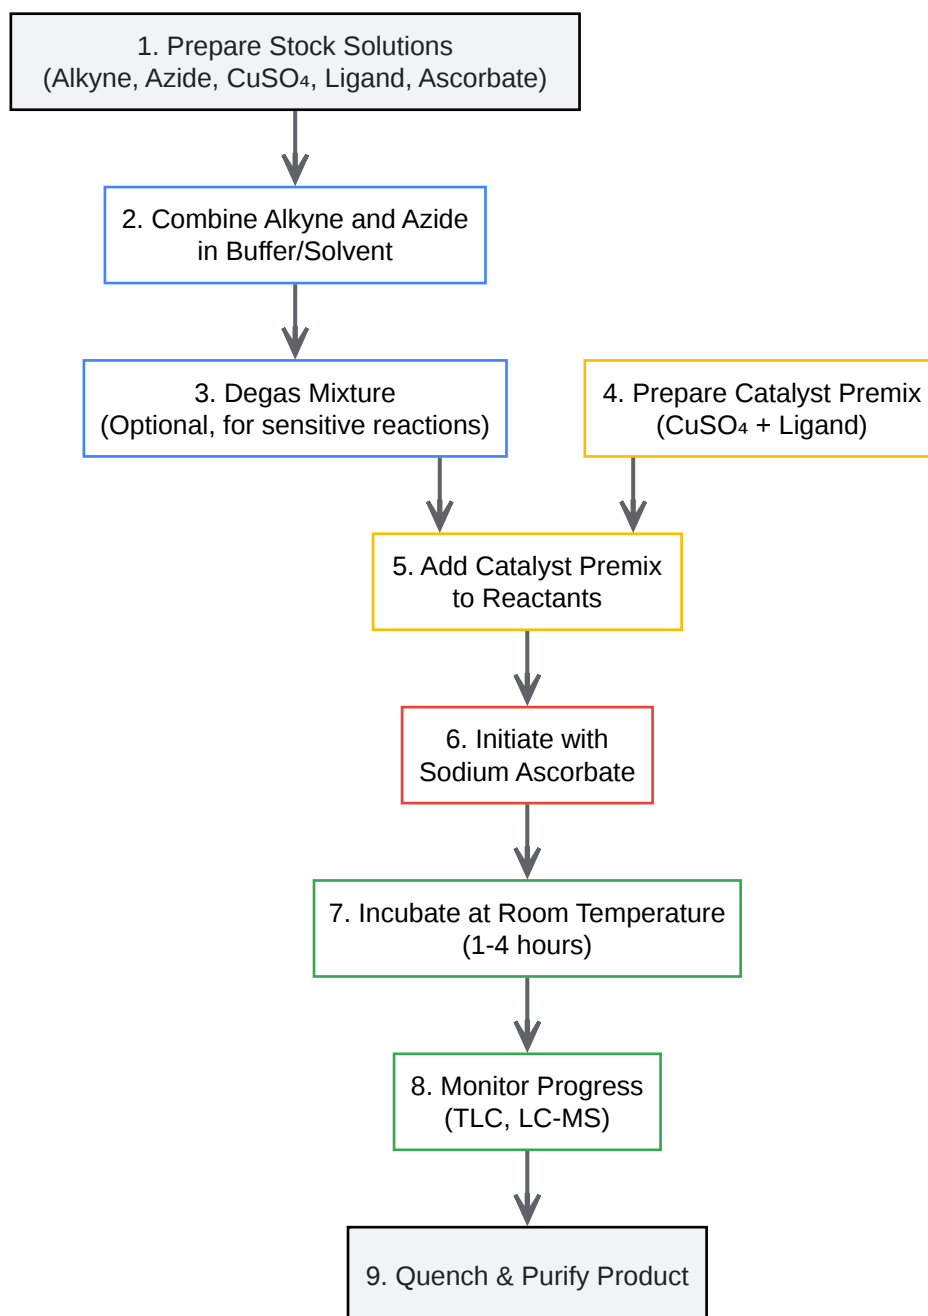 1. Prepare Stock Solutions
(Alkyne, Azide, CuSO₄, Ligand, Ascorbate)
2. Combine Alkyne and Azide
in Buffer/Solvent
3. Degas Mixture
(Optional, for sensitive reactions)
4. Prepare Catalyst Premix
(CuSO₄ + Ligand)
5. Add Catalyst Premix
to Reactants
6. Initiate with
Sodium Ascorbate
7. Incubate at Room Temperature
(1-4 hours)
8. Monitor Progress
(TLC, LC-MS)
9. Quench & Purify Product